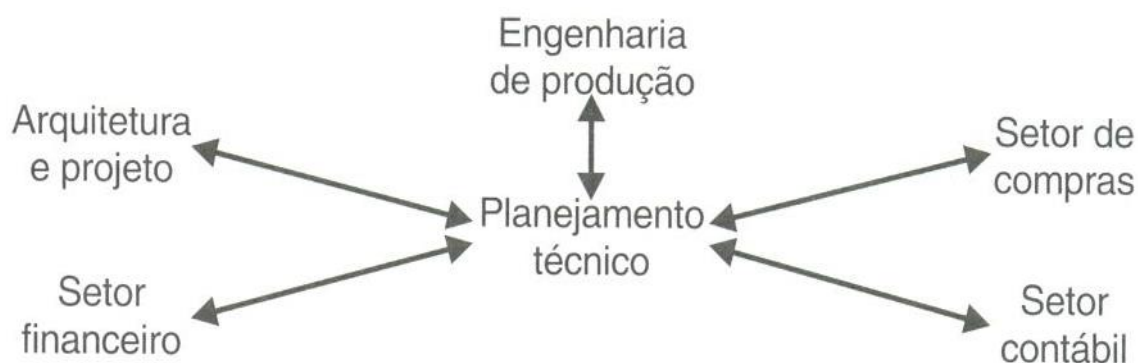 Engenharia
de produção
Arquitetura
e projeto
Setor de
compras
Planejamento
técnico
Setor
financeiro
Setor
contábil